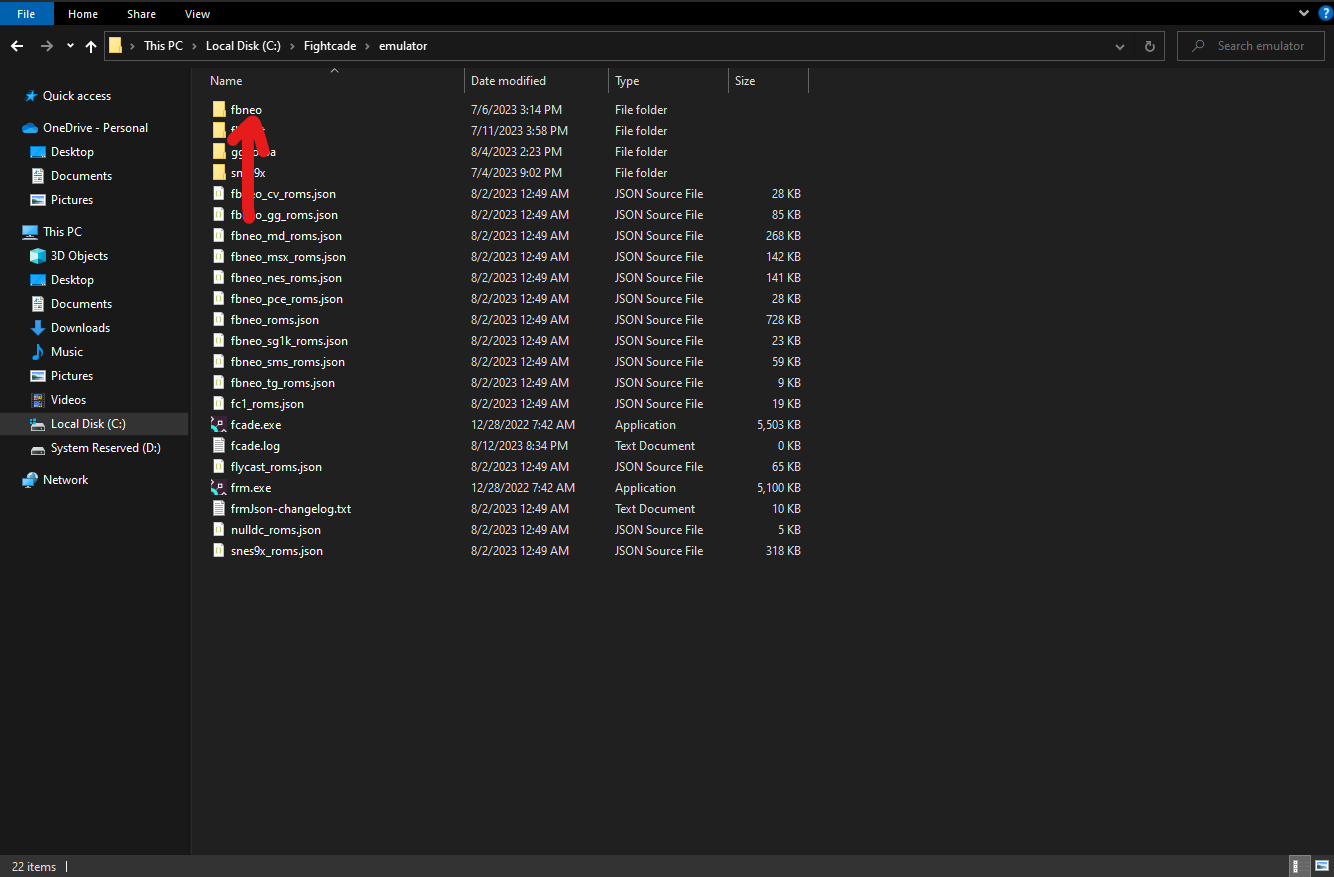 File Home Share View
This PC Local Disk (C:) Fightcade emulator Search emulator
Name Date modified Type Size
Quick access
OneDrive - Personal
Desktop
Documents
Pictures
This PC
3D Objects
Desktop
Documents
Downloads
Music
Pictures
Videos
Local Disk (C:)
System Reserved (D:)
Network
fbneo 7/6/2023 3:14 PM File folder
7/11/2023 3:58 PM File folder
8/4/2023 2:23 PM File folder
snes9x 7/4/2023 9:02 PM File folder
fbneo_cv_roms.json 8/2/2023 12:49 AM JSON Source File 28 KB
fbneo_gg_roms.json 8/2/2023 12:49 AM JSON Source File 85 KB
fbneo_md_roms.json 8/2/2023 12:49 AM JSON Source File 268 KB
fbneo_msx_roms.json 8/2/2023 12:49 AM JSON Source File 142 KB
fbneo_nes_roms.json 8/2/2023 12:49 AM JSON Source File 141 KB
fbneo_pce_roms.json 8/2/2023 12:49 AM JSON Source File 28 KB
fbneo_roms.json 8/2/2023 12:49 AM JSON Source File 728 KB
fbneo_sg1k_roms.json 8/2/2023 12:49 AM JSON Source File 23 KB
fbneo_sms_roms.json 8/2/2023 12:49 AM JSON Source File 59 KB
fbneo_tg_roms.json 8/2/2023 12:49 AM JSON Source File 9 KB
fc1_roms.json 8/2/2023 12:49 AM JSON Source File 19 KB
fcade.exe 12/28/2022 7:42 AM Application 5,503 KB
fcade.log 8/12/2023 8:34 PM Text Document 0 KB
flycast_roms.json 8/2/2023 12:49 AM JSON Source File 65 KB
frm.exe 12/28/2022 7:42 AM Application 5,100 KB
frmJson-changelog.txt 8/2/2023 12:49 AM Text Document 10 KB
nulldc_roms.json 8/2/2023 12:49 AM JSON Source File 5 KB
snes9x_roms.json 8/2/2023 12:49 AM JSON Source File 318 KB
22 items